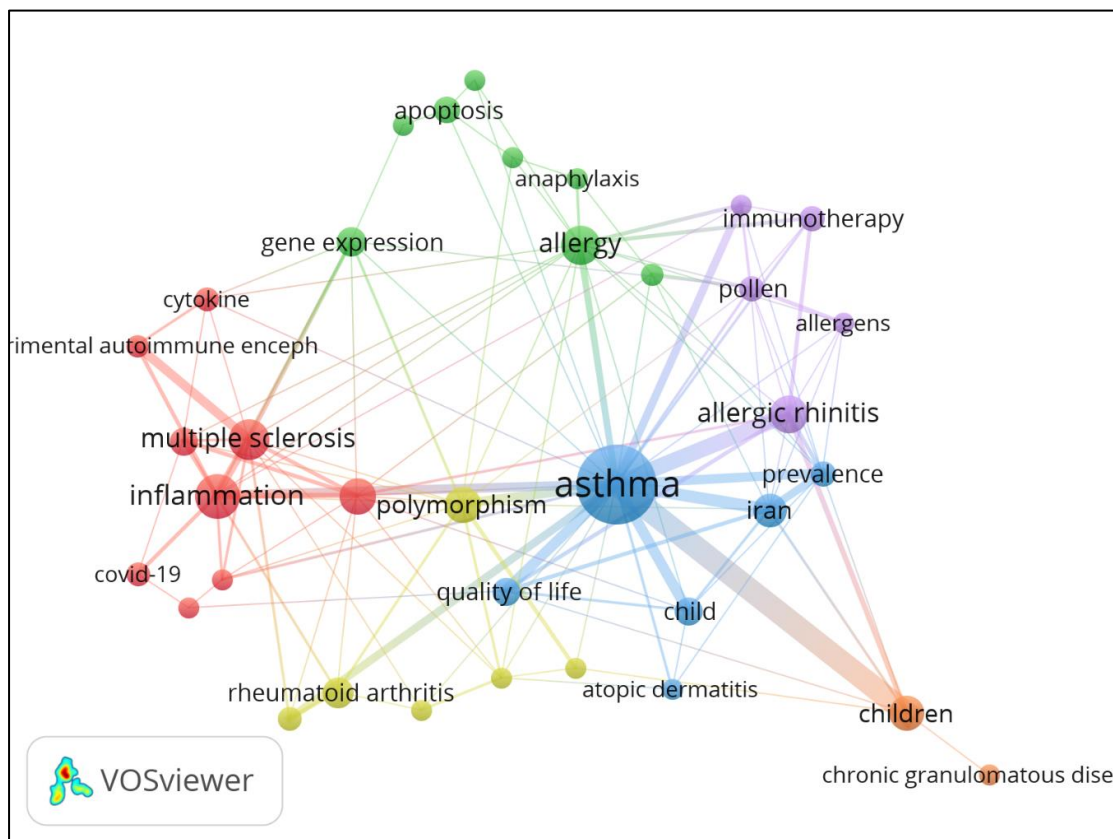 apoptosis
anaphylaxis
immunotherapy
gene expression
allergy
pollen
cytokine
allergens
rimental autoimmune enceph
allergic rhinitis
multiple sclerosis
prevalence
asthma
inflammation
polymorphism
iran
covid-19
quality of life
child
rheumatoid arthritis
atopic dermatitis
children
chronic granulomatous dise
VOSviewer